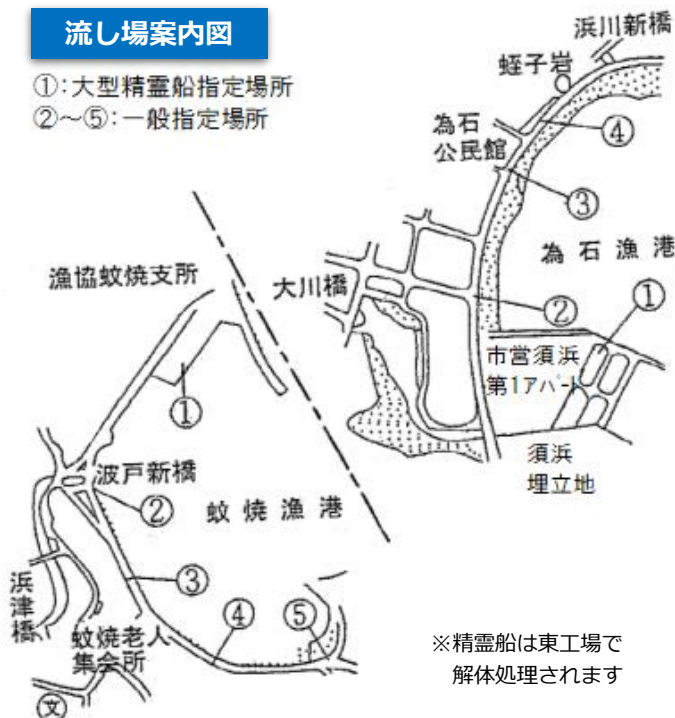 流し場案内図
①:大型精霊船指定場所
②～⑤:一般指定場所
浜川新橋
蛭子岩
④
為石
公民館
③
為石漁港
漁協蚊焼支所
大川橋
②
①
市営須浜
第1アパート
①
須浜
埋立地
波戸新橋
②
蚊焼漁港
③
浜津橋
④
⑤
蚊焼老人
集会所
文
※精霊船は東工場で
解体処理されます